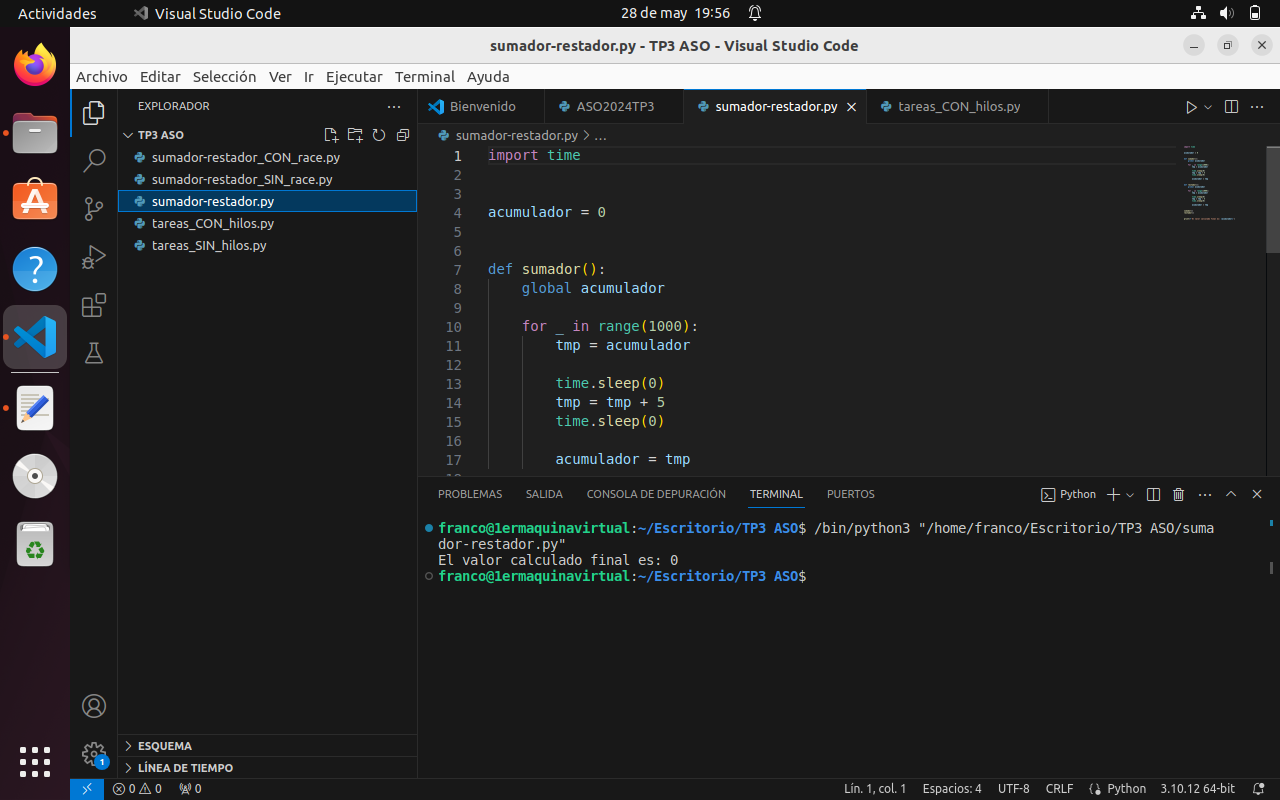 Actividades Visual Studio Code 28 de may 19:56
sumador-restador.py - TP3 ASO - Visual Studio Code
Archivo Editar Selección Ver Ir Ejecutar Terminal Ayuda
EXPLORADOR
TP3 ASO
sumador-restador_CON_race.py
sumador-restador_SIN_race.py
sumador-restador.py
tareas_CON_hilos.py
tareas_SIN_hilos.py
ESQUEMA
LÍNEA DE TIEMPO
1
Bienvenido ASO2024TP3 sumador-restador.py tareas_CON_hilos.py
sumador-restador.py > ...
1 import time
2
3
4 acumulador = 0
5
6
7 def sumador():
8 global acumulador
9
10 for _ in range(1000):
11 tmp = acumulador
12
13 time.sleep(0)
14 tmp = tmp + 5
15 time.sleep(0)
16
17 acumulador = tmp
PROBLEMAS SALIDA CONSOLA DE DEPURACIÓN TERMINAL PUERTOS Python
franco@1ermaquinavirtual:~/Escritorio/TP3 ASO$ /bin/python3 "/home/franco/Escritorio/TP3 ASO/suma
dor-restador.py"
El valor calculado final es: 0
franco@1ermaquinavirtual:~/Escritorio/TP3 ASO$
0 0 0 Lín. 1, col. 1 Espacios: 4 UTF-8 CRLF Python 3.10.12 64-bit